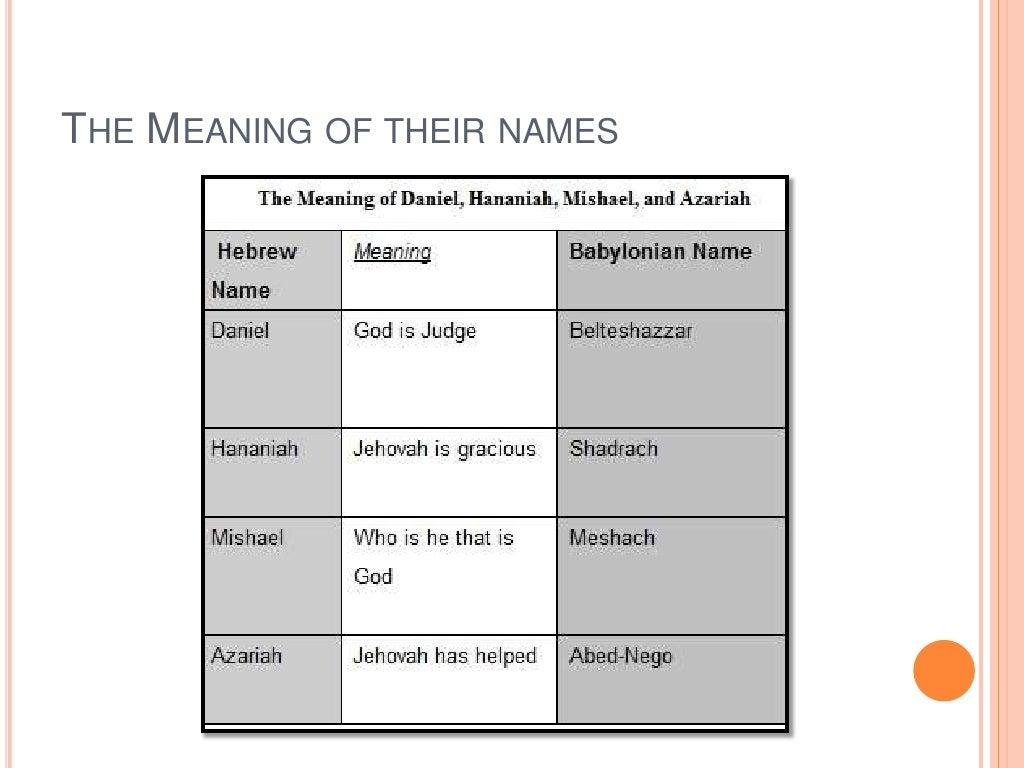 THE MEANING OF THEIR NAMES
The Meaning of Daniel, Hananiah, Mishael, and Azariah
Hebrew Name Meaning Babylonian Name
Daniel God is Judge Belteshazzar
Hananiah Jehovah is gracious Shadrach
Mishael Who is he that is God Meshach
Azariah Jehovah has helped Abed-Nego